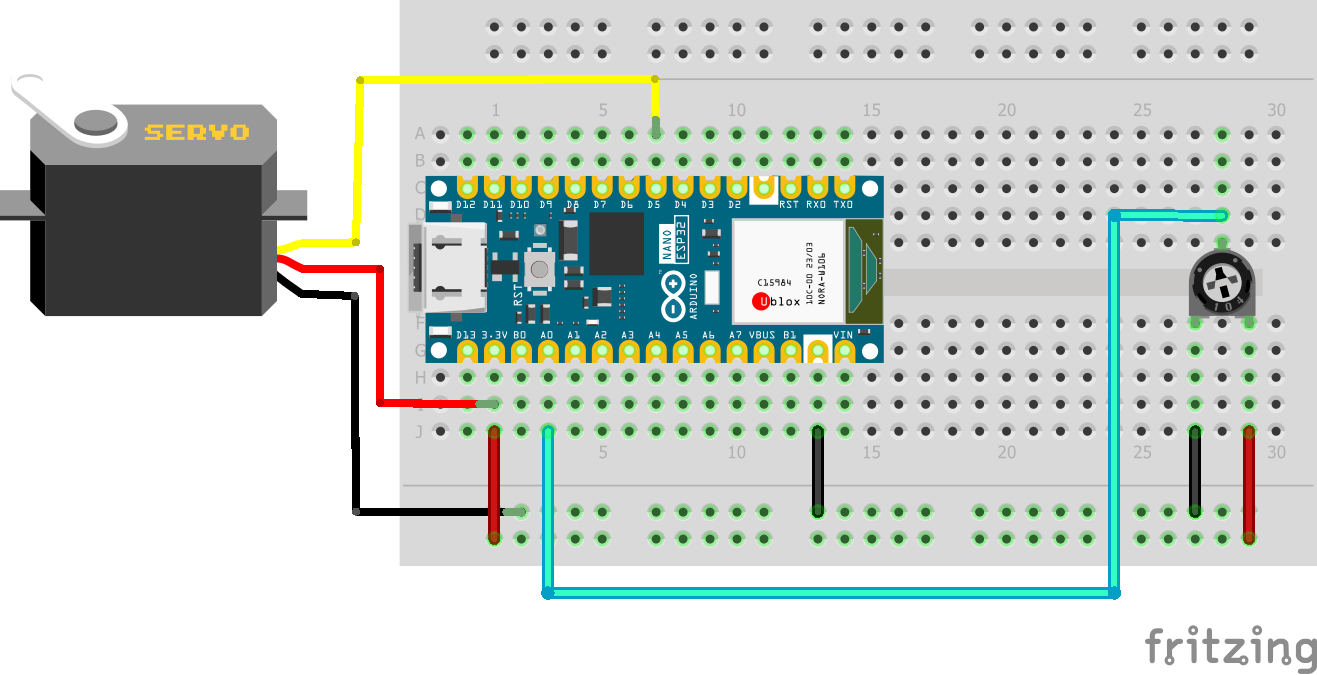 1 5 10 15 20 25 30
SERVO
A
B
C
D
D12 D11 D10 D9 D8 D7 D6 D5 D4 D3 D2 RST RX0 TX0
NANO
ESP32
ARDUINO
RST
C15984
Ublox
10C-00 23/03
NORA-W106
104
F
D13 3.3V B0 A0 A1 A2 A3 A4 A5 A6 A7 VBUS B1 VIN
G
H
J
5 10 15 20 25 30
fritzing